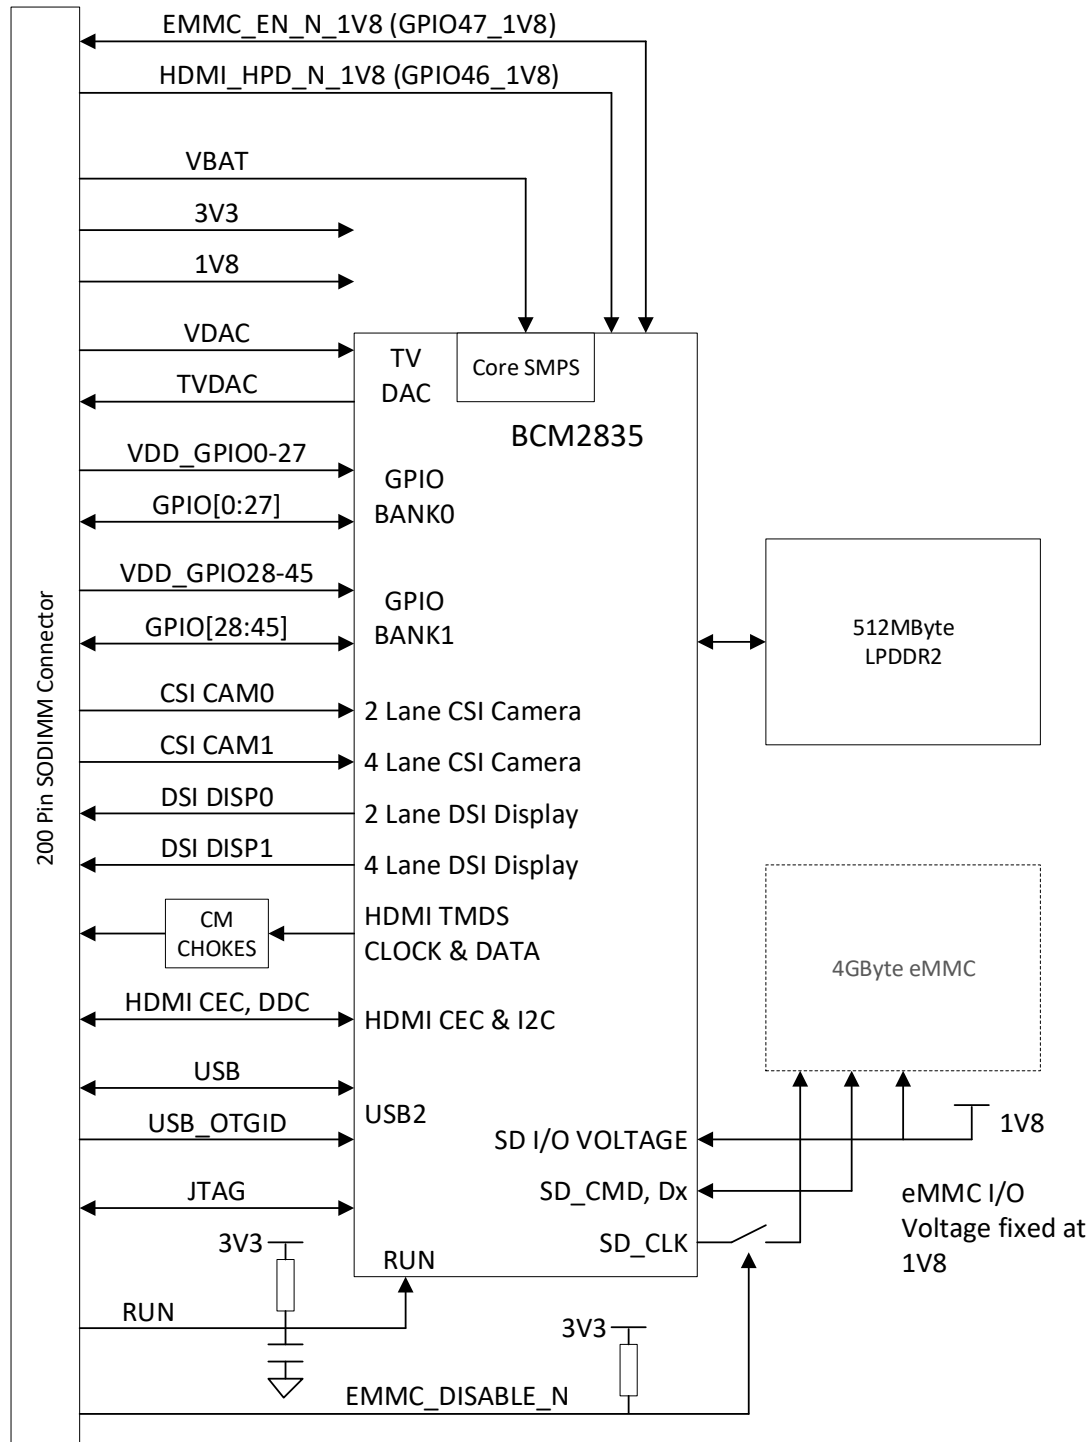 EMMC_EN_N_1V8 (GPIO47_1V8)
HDMI_HPD_N_1V8 (GPIO46_1V8)
VBAT
3V3
1V8
VDAC
TVDAC
TV
DAC
Core SMPS
BCM2835
VDD_GPIO0-27
GPIO[0:27]
GPIO
BANK0
VDD_GPIO28-45
GPIO[28:45]
GPIO
BANK1
512MByte
LPDDR2
200 Pin SODIMM Connector
CSI CAM0
2 Lane CSI Camera
CSI CAM1
4 Lane CSI Camera
DSI DISP0
2 Lane DSI Display
DSI DISP1
4 Lane DSI Display
CM
CHOKES
HDMI TMDS
CLOCK & DATA
4GByte eMMC
HDMI CEC, DDC
HDMI CEC & I2C
USB
USB_OTGID
USB2
SD I/O VOLTAGE
1V8
JTAG
SD_CMD, Dx
eMMC I/O
Voltage fixed at
1V8
3V3
SD_CLK
RUN
RUN
3V3
EMMC_DISABLE_N